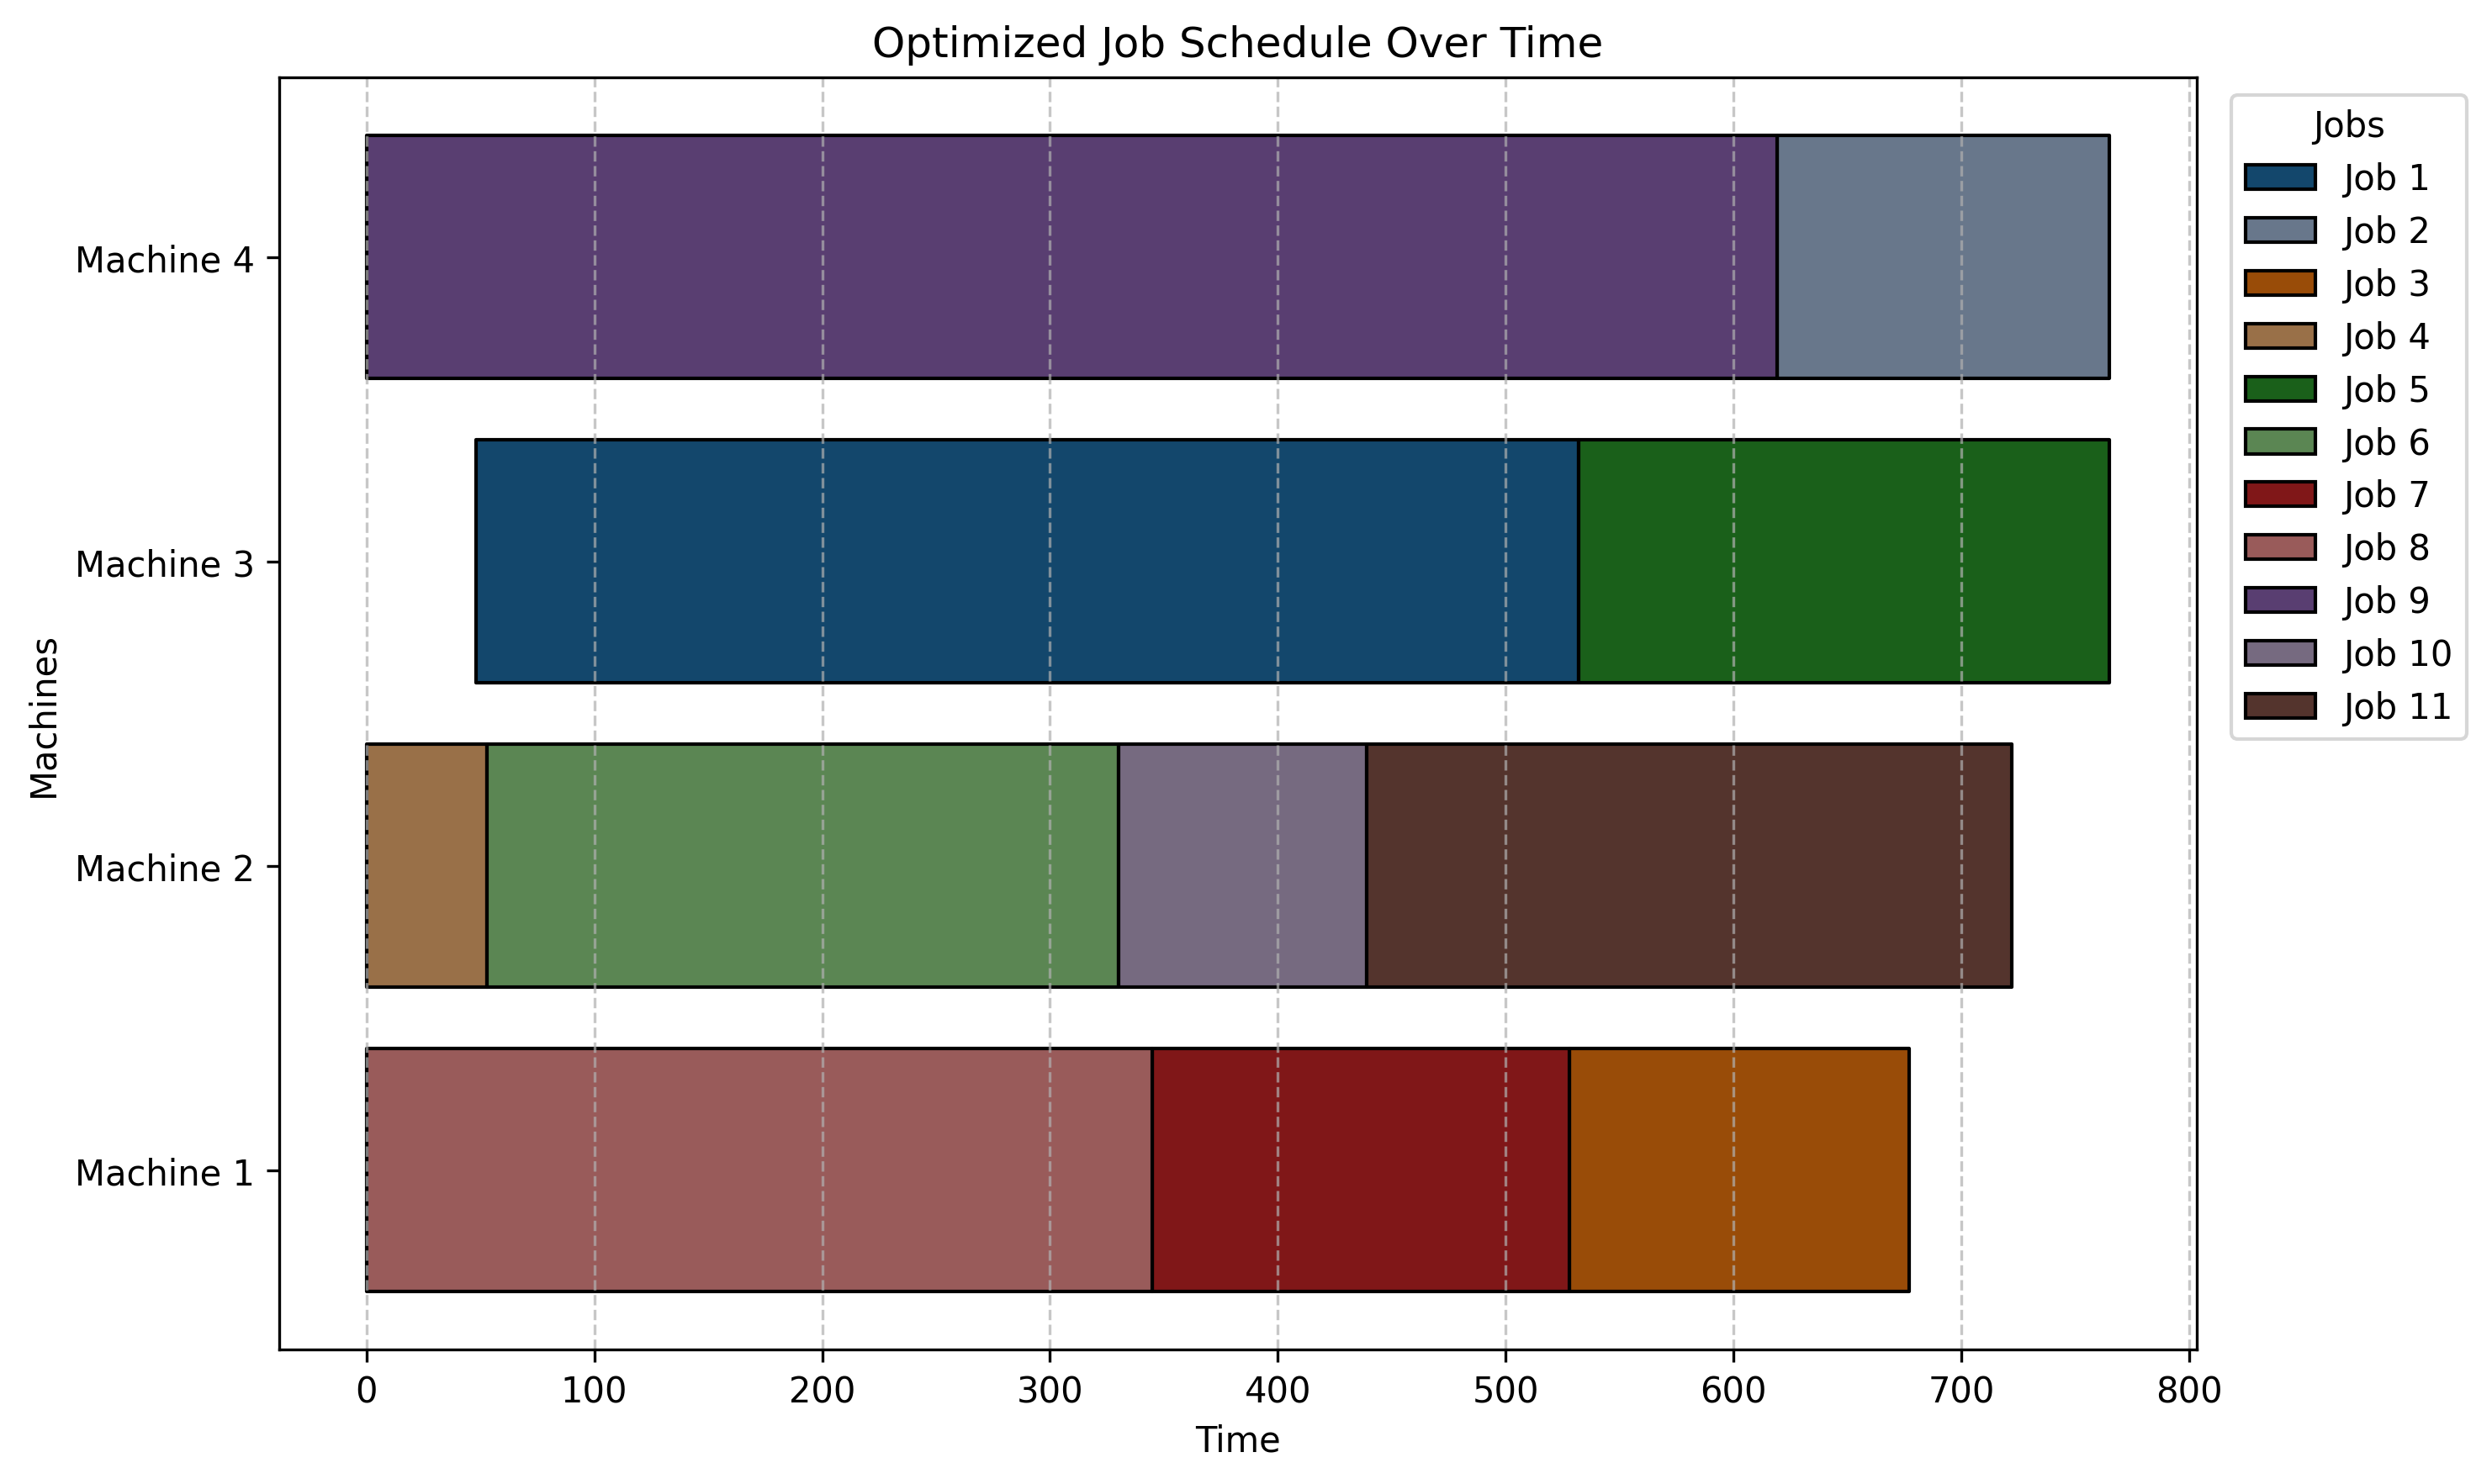 Optimized Job Schedule Over Time
Machines
Machine 4
Machine 3
Machine 2
Machine 1
0 100 200 300 400 500 600 700 800
Time
Jobs
Job 1
Job 2
Job 3
Job 4
Job 5
Job 6
Job 7
Job 8
Job 9
Job 10
Job 11